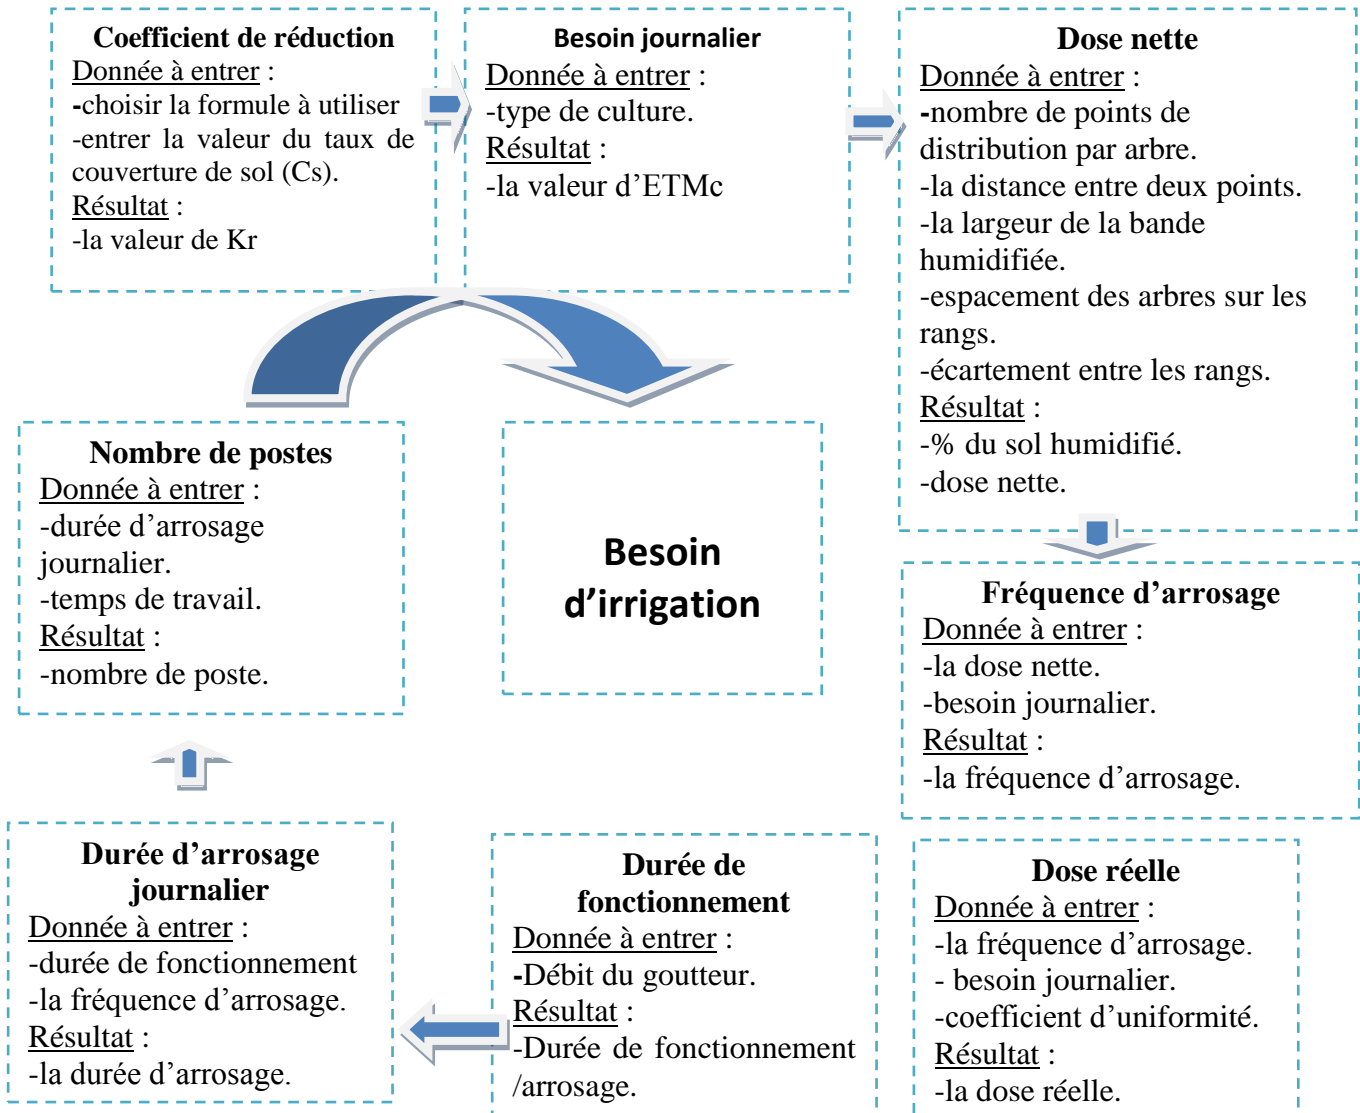 Coefficient de réduction
Donnée à entrer :
-choisir la formule à utiliser
-entrer la valeur du taux de
couverture de sol (Cs).
Résultat :
-la valeur de Kr
Besoin journalier
Donnée à entrer :
-type de culture.
Résultat :
-la valeur d’ETMc
Dose nette
Donnée à entrer :
-nombre de points de
distribution par arbre.
-la distance entre deux points.
-la largeur de la bande
humidifiée.
-espacement des arbres sur les
rangs.
-écartement entre les rangs.
Résultat :
-% du sol humidifié.
-dose nette.
Fréquence d’arrosage
Donnée à entrer :
-la dose nette.
-besoin journalier.
Résultat :
-la fréquence d’arrosage.
Dose réelle
Donnée à entrer :
-la fréquence d’arrosage.
- besoin journalier.
-coefficient d’uniformité.
Résultat :
-la dose réelle.
Durée de
fonctionnement
Donnée à entrer :
-Débit du goutteur.
Résultat :
-Durée de fonctionnement
/arrosage.
Durée d’arrosage
journalier
Donnée à entrer :
-durée de fonctionnement
-la fréquence d’arrosage.
Résultat :
-la durée d’arrosage.
Nombre de postes
Donnée à entrer :
-durée d’arrosage
journalier.
-temps de travail.
Résultat :
-nombre de poste.
Besoin
d’irrigation